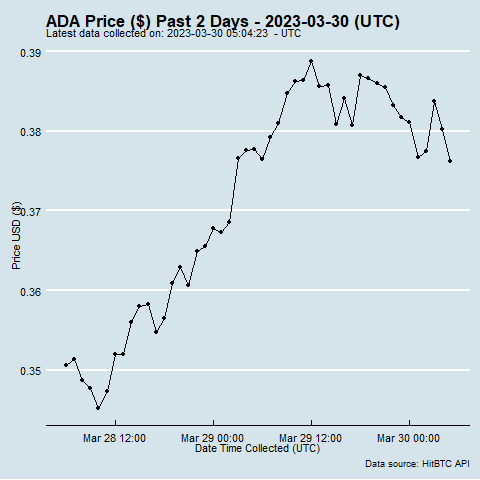 ADA Price ($) Past 2 Days - 2023-03-30 (UTC)
Latest data collected on: 2023-03-30 05:04:23 - UTC
0.39
0.38
0.37
0.36
0.35
Price USD ($)
Mar 28 12:00 Mar 29 00:00 Mar 29 12:00 Mar 30 00:00
Date Time Collected (UTC)
Data source: HitBTC API